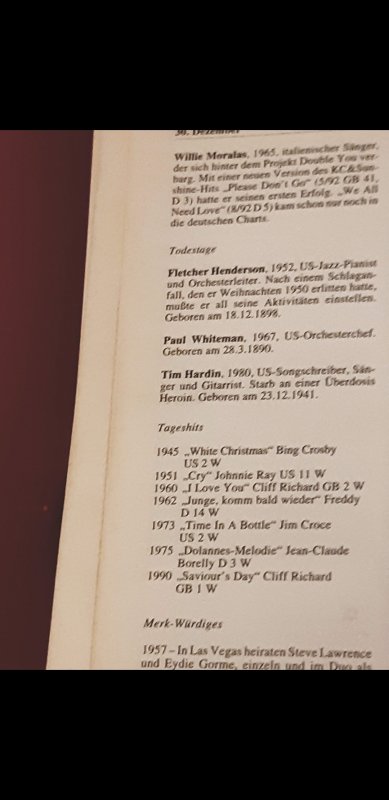 30. Dezember
Willie Moralas, 1965, italienischer Sänger,
der sich hinter dem Projekt Double You ver-
barg. Mit einer neuen Version des KC&Sun-
shine-Hits „Please Don't Go“ (5/92 GB 41,
D 3) hatte er seinen ersten Erfolg. „We All
Need Love“ (8/92 D 5) kam schon nur noch in
die deutschen Charts.
Todestage
Fletcher Henderson, 1952, US-Jazz-Pianist
und Orchesterleiter. Nach einem Schlagan-
fall, den er Weihnachten 1950 erlitten hatte,
mußte er all seine Aktivitäten einstellen.
Geboren am 18.12.1898.
Paul Whiteman, 1967, US-Orchesterchef.
Geboren am 28.3.1890.
Tim Hardin, 1980, US-Songschreiber, Sän-
ger und Gitarrist. Starb an einer Überdosis
Heroin. Geboren am 23.12.1941.
Tageshits
1945 „White Christmas“ Bing Crosby
US 2 W
1951 „Cry“ Johnnie Ray US 11 W
1960 „I Love You“ Cliff Richard GB 2 W
1962 „Junge, komm bald wieder“ Freddy
D 14 W
1973 „Time In A Bottle“ Jim Croce
US 2 W
1975 „Dolannes-Melodie“ Jean-Claude
Borelly D 3 W
1990 „Saviour's Day“ Cliff Richard
GB 1 W
Merk-Würdiges
1957 – In Las Vegas heiraten Steve Lawrence
und Eydie Gorme, einzeln und im Duo als